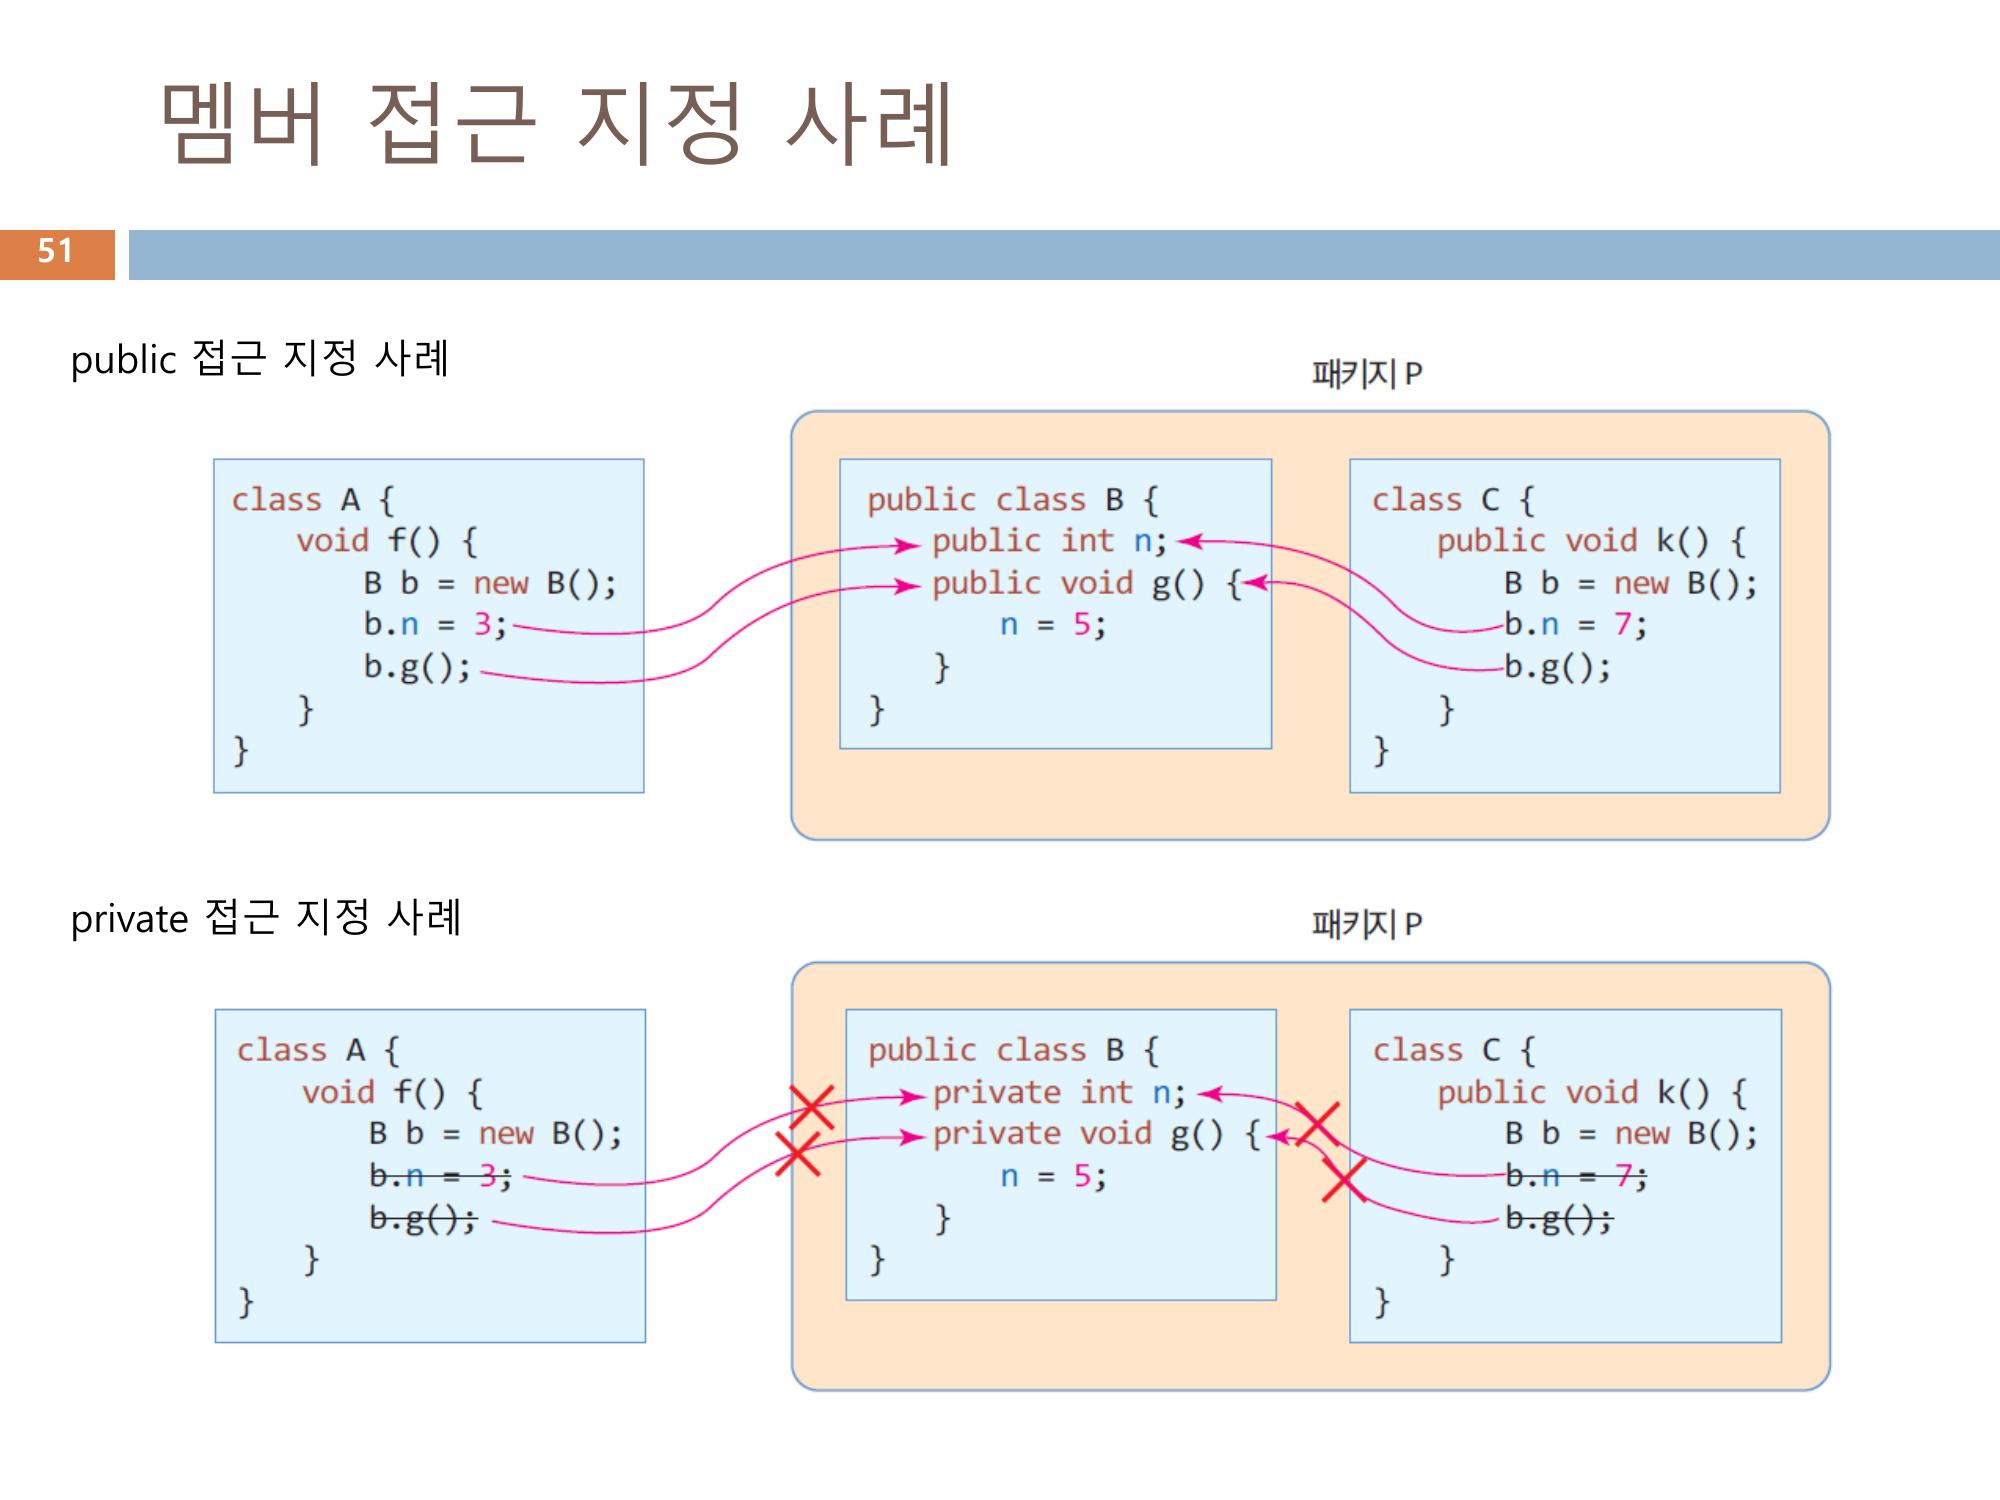 멤버 접근 지정 사례
51
public 접근 지정 사례
패키지 P
class A {
void f() {
B b = new B();
b.n = 3;
b.g();
}
}
public class B {
public int n;
public void g() {
n = 5;
}
}
class C {
public void k() {
B b = new B();
b.n = 7;
b.g();
}
}
private 접근 지정 사례
패키지 P
class A {
void f() {
B b = new B();
b.n = 3;
b.g();
}
}
public class B {
private int n;
private void g() {
n = 5;
}
}
class C {
public void k() {
B b = new B();
b.n = 7;
b.g();
}
}